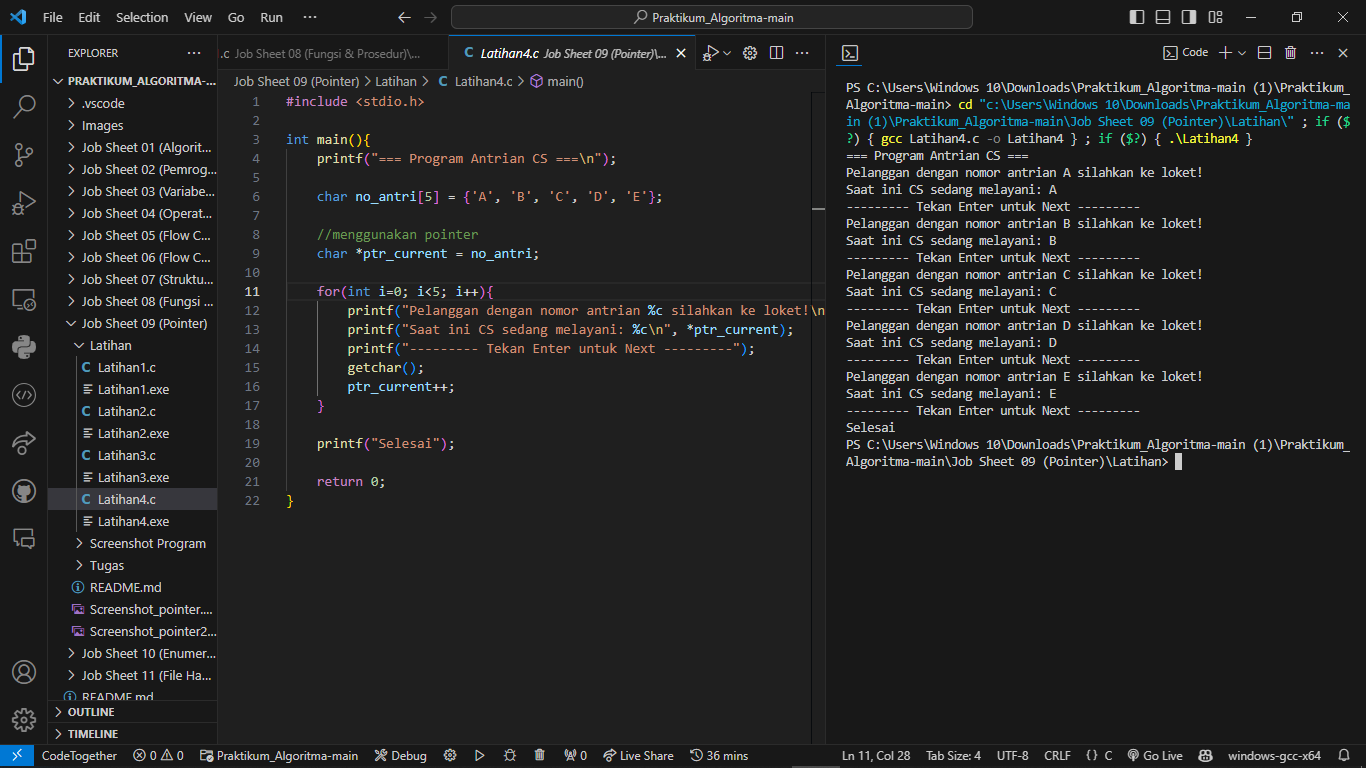 File Edit Selection View Go Run ··· Praktikum_Algoritma-main
EXPLORER ···
PRAKTIKUM_ALGORITMA-...
.vscode
Images
Job Sheet 01 (Algorit...
Job Sheet 02 (Pemrog...
Job Sheet 03 (Variabe...
Job Sheet 04 (Operat...
Job Sheet 05 (Flow C...
Job Sheet 06 (Flow C...
Job Sheet 07 (Struktu...
Job Sheet 08 (Fungsi ...
Job Sheet 09 (Pointer)
Latihan
C Latihan1.c
Latihan1.exe
C Latihan2.c
Latihan2.exe
C Latihan3.c
Latihan3.exe
C Latihan4.c
Latihan4.exe
Screenshot Program
Tugas
README.md
Screenshot_pointer....
Screenshot_pointer2...
Job Sheet 10 (Enumer...
Job Sheet 11 (File Ha...
README.md
OUTLINE
TIMELINE
.c Job Sheet 08 (Fungsi & Prosedur)\... C Latihan4.c Job Sheet 09 (Pointer)\...
Job Sheet 09 (Pointer) > Latihan > C Latihan4.c > main()
1 #include <stdio.h>
2
3 int main(){
4 printf("=== Program Antrian CS ===\n");
5
6 char no_antri[5] = {'A', 'B', 'C', 'D', 'E'};
7
8 //menggunakan pointer
9 char *ptr_current = no_antri;
10
11 for(int i=0; i<5; i++){
12 printf("Pelanggan dengan nomor antrian %c silahkan ke loket!\n
13 printf("Saat ini CS sedang melayani: %c\n", *ptr_current);
14 printf("--------- Tekan Enter untuk Next ---------");
15 getchar();
16 ptr_current++;
17 }
18
19 printf("Selesai");
20
21 return 0;
22 }
Code
PS C:\Users\Windows 10\Downloads\Praktikum_Algoritma-main (1)\Praktikum_
Algoritma-main> cd "c:\Users\Windows 10\Downloads\Praktikum_Algoritma-ma
in (1)\Praktikum_Algoritma-main\Job Sheet 09 (Pointer)\Latihan\" ; if ($
?) { gcc Latihan4.c -o Latihan4 } ; if ($?) { .\Latihan4 }
=== Program Antrian CS ===
Pelanggan dengan nomor antrian A silahkan ke loket!
Saat ini CS sedang melayani: A
--------- Tekan Enter untuk Next ---------
Pelanggan dengan nomor antrian B silahkan ke loket!
Saat ini CS sedang melayani: B
--------- Tekan Enter untuk Next ---------
Pelanggan dengan nomor antrian C silahkan ke loket!
Saat ini CS sedang melayani: C
--------- Tekan Enter untuk Next ---------
Pelanggan dengan nomor antrian D silahkan ke loket!
Saat ini CS sedang melayani: D
--------- Tekan Enter untuk Next ---------
Pelanggan dengan nomor antrian E silahkan ke loket!
Saat ini CS sedang melayani: E
--------- Tekan Enter untuk Next ---------
Selesai
PS C:\Users\Windows 10\Downloads\Praktikum_Algoritma-main (1)\Praktikum_
Algoritma-main\Job Sheet 09 (Pointer)\Latihan>
CodeTogether 0 0 Praktikum_Algoritma-main Debug 0 Live Share 36 mins Ln 11, Col 28 Tab Size: 4 UTF-8 CRLF {} C Go Live windows-gcc-x64